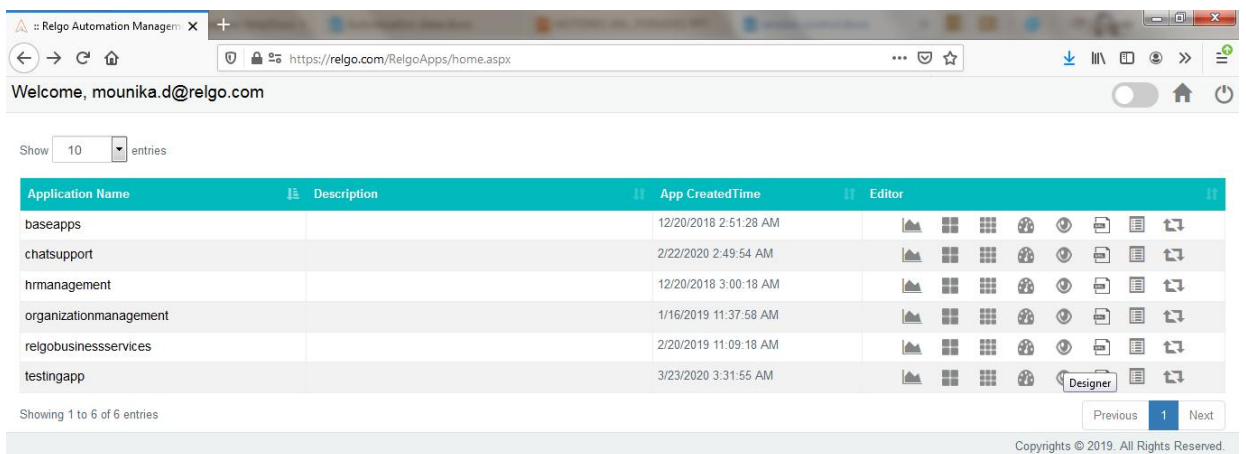 :: Relgo Automation Managem
https://relgo.com/RelgoApps/home.aspx
Welcome, mounika.d@relgo.com
Show 10 entries
Application Name Description App CreatedTime Editor
baseapps 12/20/2018 2:51:28 AM
chatsupport 2/22/2020 2:49:54 AM
hrmanagement 12/20/2018 3:00:18 AM
organizationmanagement 1/16/2019 11:37:58 AM
relgobusinessservices 2/20/2019 11:09:18 AM
testingapp 3/23/2020 3:31:55 AM
Designer
Showing 1 to 6 of 6 entries Previous 1 Next
Copyrights © 2019. All Rights Reserved.